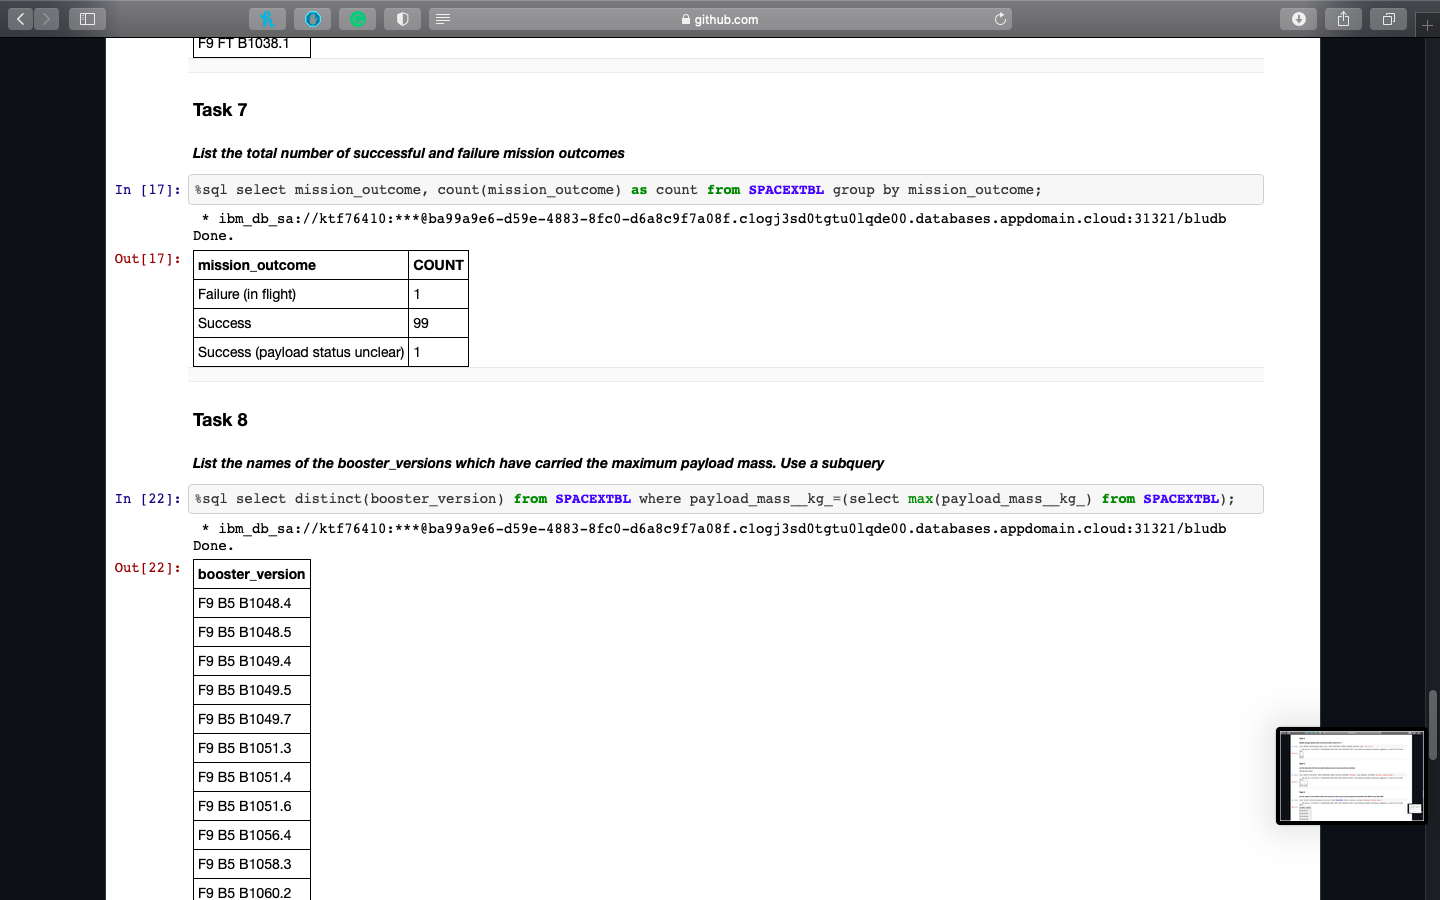 github.com
F9 FT B1038.1
Task 7
List the total number of successful and failure mission outcomes
In [17]: %sql select mission_outcome, count(mission_outcome) as count from SPACEXTBL group by mission_outcome;
* ibm_db_sa://ktf76410:***@ba99a9e6-d59e-4883-8fc0-d6a8c9f7a08f.c1ogj3sd0tgtu0lqde00.databases.appdomain.cloud:31321/bludb
Done.
Out[17]: mission_outcome COUNT
Failure (in flight) 1
Success 99
Success (payload status unclear) 1
Task 8
List the names of the booster_versions which have carried the maximum payload mass. Use a subquery
In [22]: %sql select distinct(booster_version) from SPACEXTBL where payload_mass__kg_=(select max(payload_mass__kg_) from SPACEXTBL);
* ibm_db_sa://ktf76410:***@ba99a9e6-d59e-4883-8fc0-d6a8c9f7a08f.c1ogj3sd0tgtu0lqde00.databases.appdomain.cloud:31321/bludb
Done.
Out[22]: booster_version
F9 B5 B1048.4
F9 B5 B1048.5
F9 B5 B1049.4
F9 B5 B1049.5
F9 B5 B1049.7
F9 B5 B1051.3
F9 B5 B1051.4
F9 B5 B1051.6
F9 B5 B1056.4
F9 B5 B1058.3
F9 B5 B1060.2